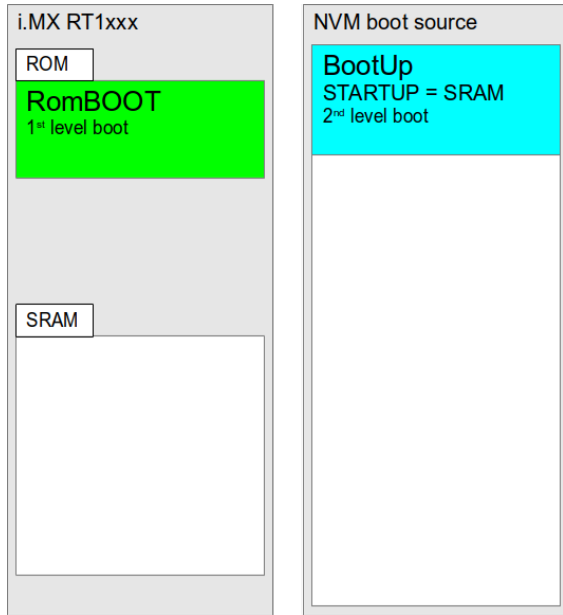 i.MX RT1xxx
ROM
RomBOOT
1st level boot
SRAM
NVM boot source
BootUp
STARTUP = SRAM
2nd level boot